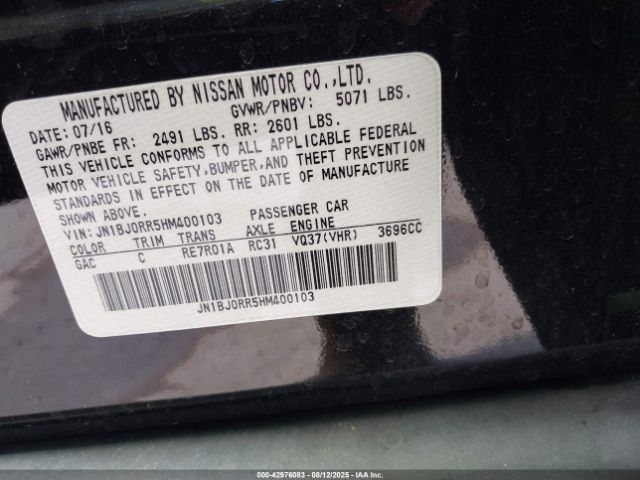 MANUFACTURED BY NISSAN MOTOR CO.,LTD.
DATE: 07/16 GVWR/PNBV: 5071 LBS.
GAWR/PNBE FR: 2491 LBS. RR: 2601 LBS.
THIS VEHICLE CONFORMS TO ALL APPLICABLE FEDERAL
MOTOR VEHICLE SAFETY,BUMPER,AND THEFT PREVENTION
STANDARDS IN EFFECT ON THE DATE OF MANUFACTURE
SHOWN ABOVE.
VIN: JN1BJ0RR5HM400103 PASSENGER CAR
COLOR TRIM TRANS AXLE ENGINE
GAC C RE7R01A RC31 VQ37(VHR) 3696CC
JN1BJ0RR5HM400103
000-42976083 - 08/12/2025 - IAAI.COM